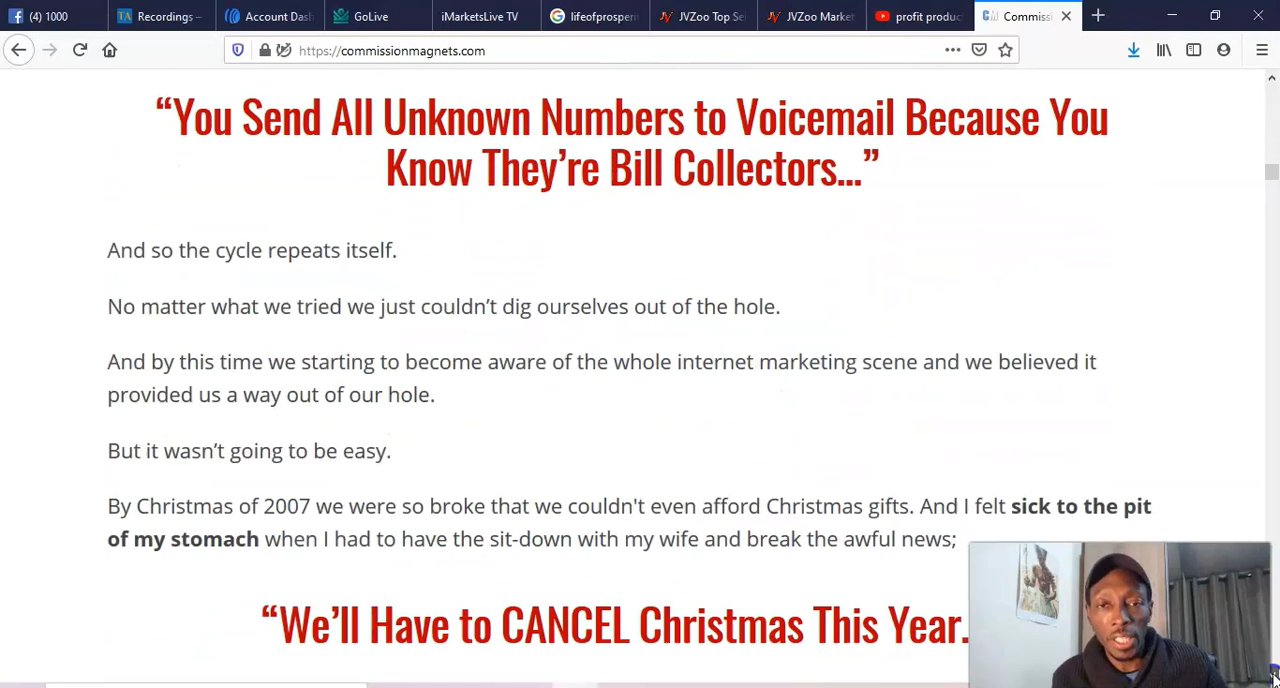 (4) 1000
Recordings –
Account Dash
GoLive
iMarketsLive TV
lifeofprosper
JVZoo Top Se
JVZoo Market
profit produc
Commiss
https://commissionmagnets.com
“You Send All Unknown Numbers to Voicemail Because You
Know They’re Bill Collectors...”
And so the cycle repeats itself.
No matter what we tried we just couldn’t dig ourselves out of the hole.
And by this time we starting to become aware of the whole internet marketing scene and we believed it
provided us a way out of our hole.
But it wasn’t going to be easy.
By Christmas of 2007 we were so broke that we couldn't even afford Christmas gifts. And I felt sick to the pit
of my stomach when I had to have the sit-down with my wife and break the awful news;
“We’ll Have to CANCEL Christmas This Year.